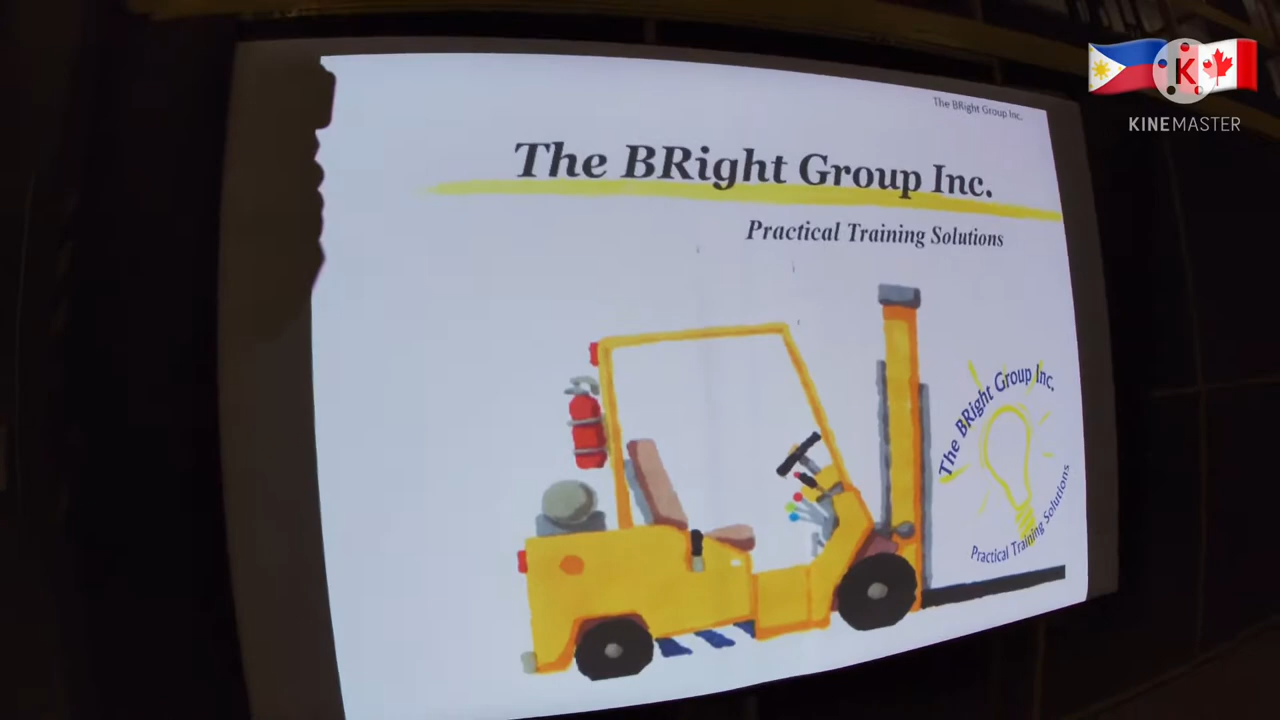 The BRight Group Inc.
The BRight Group Inc.
Practical Training Solutions
The BRight Group Inc.
Practical Training Solutions
K
KINEMASTER